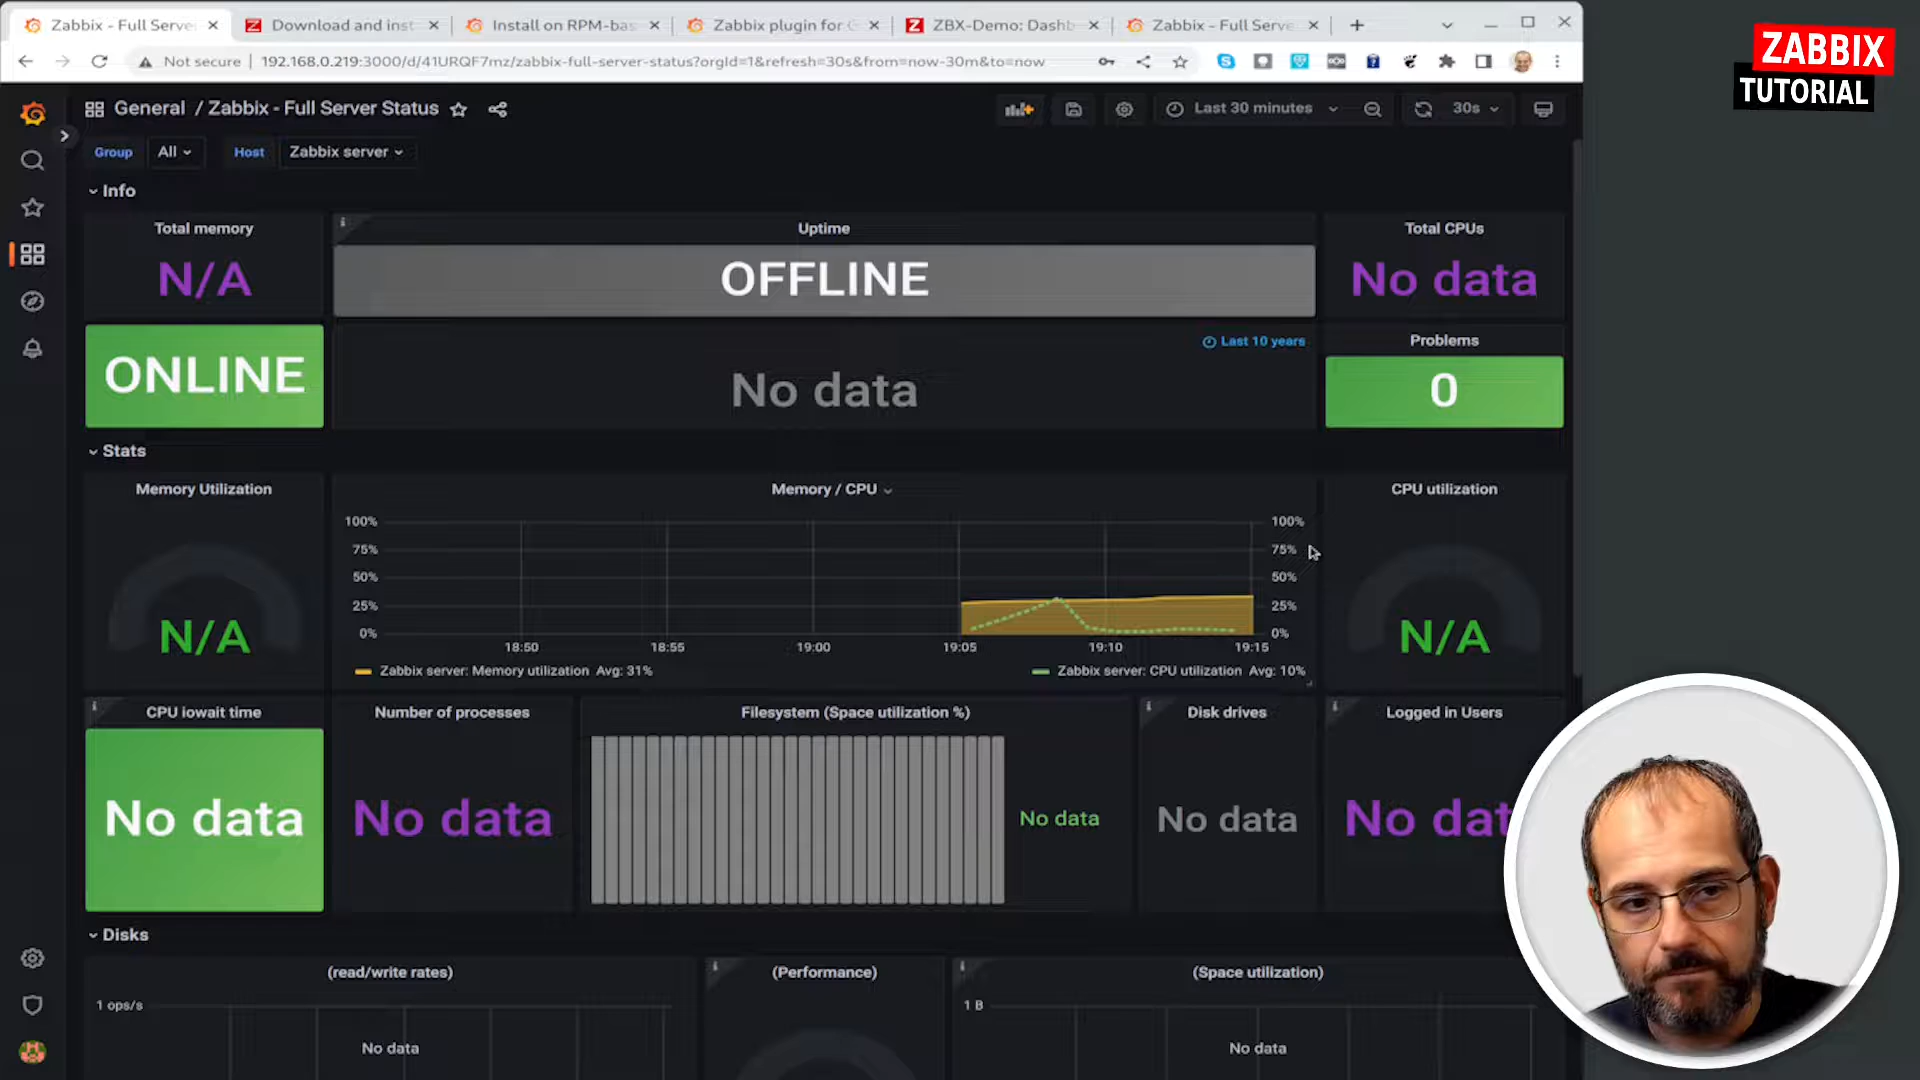 Zabbix - Full Serve
Download and inst
Install on RPM-bas
Zabbix plugin for G
ZBX-Demo: Dashb
Zabbix - Full Serve
Not secure
192.168.0.219:3000/d/41URQF7mz/zabbix-full-server-status?orgId=1&refresh=30s&from=now-30m&to=now
ZABBIX
TUTORIAL
General / Zabbix - Full Server Status
Last 30 minutes
30s
Group
All
Host
Zabbix server
Info
Total memory
N/A
Uptime
OFFLINE
Total CPUs
No data
ONLINE
Last 10 years
No data
Problems
0
Stats
Memory Utilization
N/A
Memory / CPU
100%
75%
50%
25%
0%
100%
75%
50%
25%
0%
18:50
18:55
19:00
19:05
19:10
19:15
Zabbix server: Memory utilization Avg: 31%
Zabbix server: CPU utilization Avg: 10%
CPU utilization
N/A
CPU iowait time
No data
Number of processes
No data
Filesystem (Space utilization %)
No data
Disk drives
No data
Logged in Users
No dat
Disks
(read/write rates)
1 ops/s
No data
(Performance)
(Space utilization)
1 B
No data